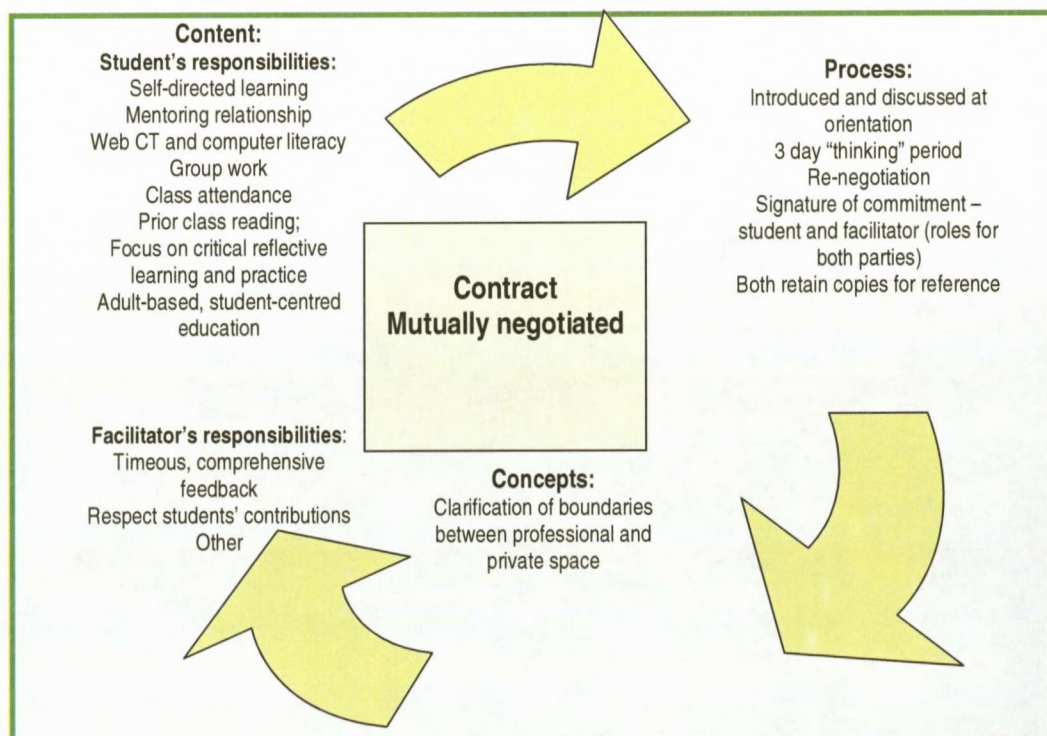 Content:
Student’s responsibilities:
Self-directed learning
Mentoring relationship
Web CT and computer literacy
Group work
Class attendance
Prior class reading;
Focus on critical reflective
learning and practice
Adult-based, student-centred
education
Process:
Introduced and discussed at
orientation
3 day “thinking” period
Re-negotiation
Signature of commitment –
student and facilitator (roles for
both parties)
Both retain copies for reference
Contract
Mutually negotiated
Facilitator’s responsibilities:
Timeous, comprehensive
feedback
Respect students’ contributions
Other
Concepts:
Clarification of boundaries
between professional and
private space